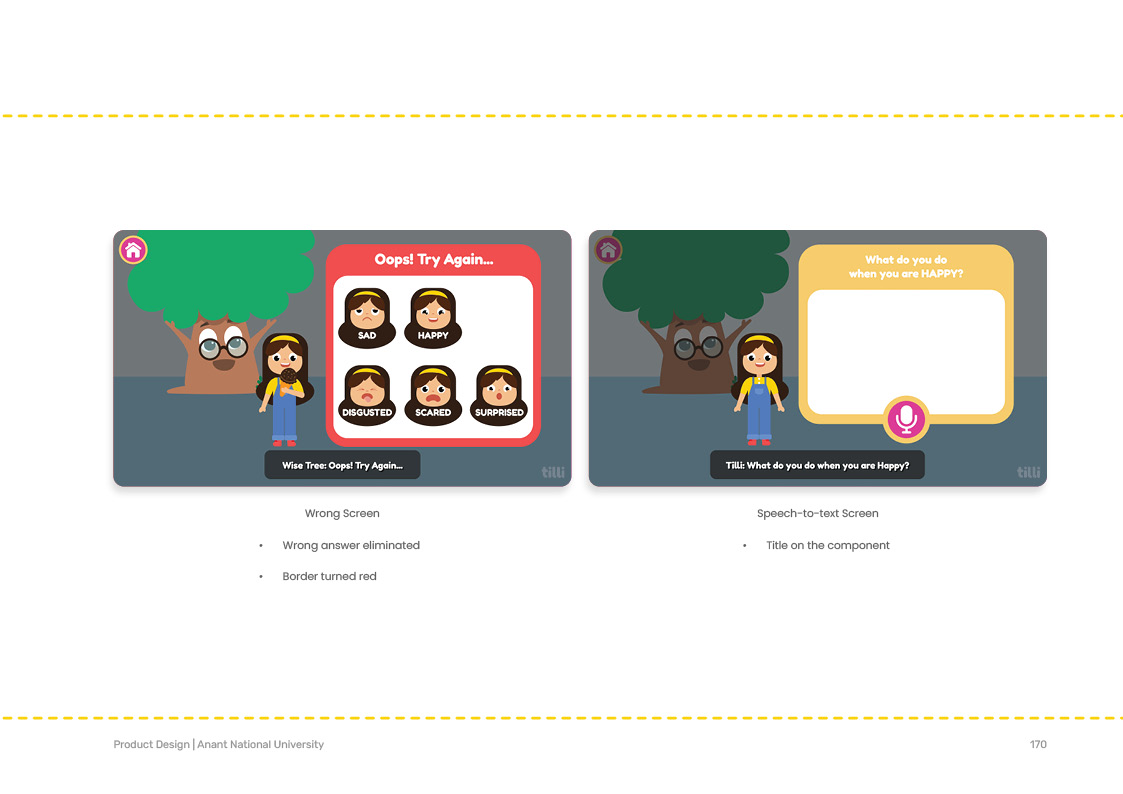 Oops! Try Again...
SAD
HAPPY
DISGUSTED
SCARED
SURPRISED
Wise Tree: Oops! Try Again...
tilli
What do you do
when you are HAPPY?
Tilli: What do you do when you are Happy?
tilli
Wrong Screen
• Wrong answer eliminated
• Border turned red
Speech-to-text Screen
• Title on the component
Product Design | Anant National University
170